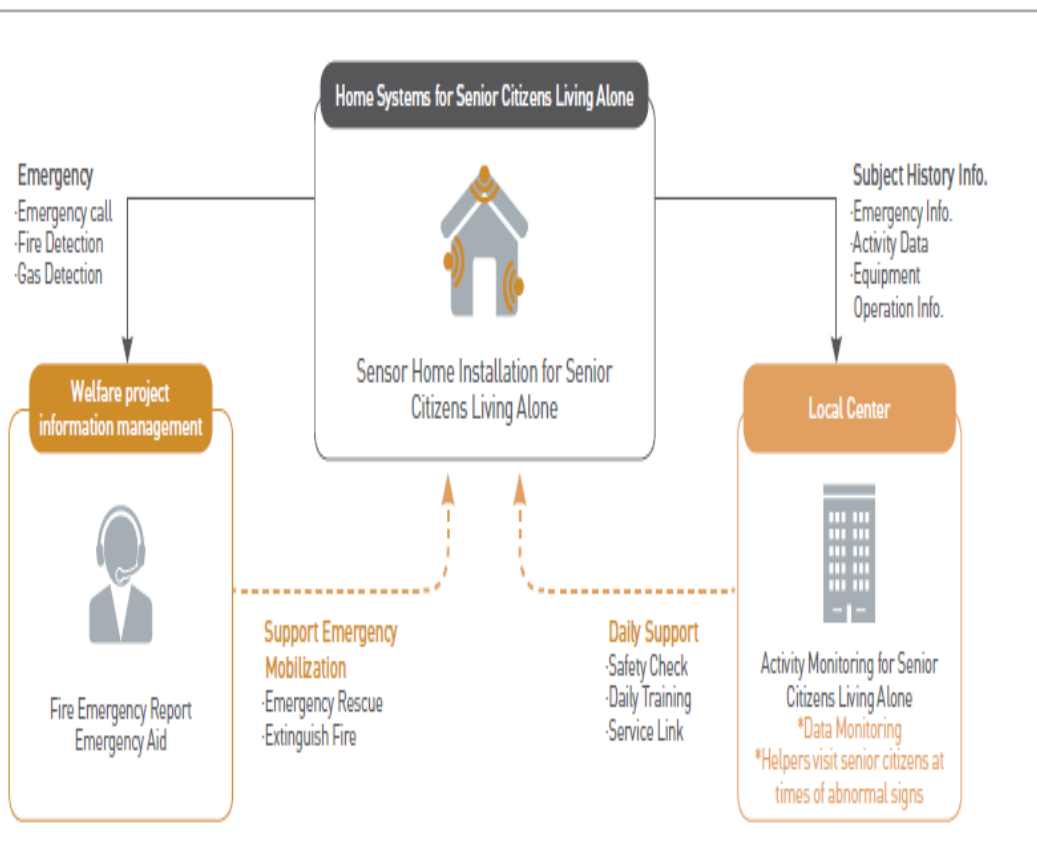 Home Systems for Senior Citizens Living Alone
Emergency
·Emergency call
·Fire Detection
·Gas Detection
Subject History Info.
·Emergency Info.
·Activity Data
·Equipment
Operation Info.
Sensor Home Installation for Senior
Citizens Living Alone
Welfare project
information management
Fire Emergency Report
Emergency Aid
Local Center
Activity Monitoring for Senior
Citizens Living Alone
*Data Monitoring
*Helpers visit senior citizens at
times of abnormal signs
Support Emergency
Mobilization
·Emergency Rescue
·Extinguish Fire
Daily Support
·Safety Check
·Daily Training
·Service Link